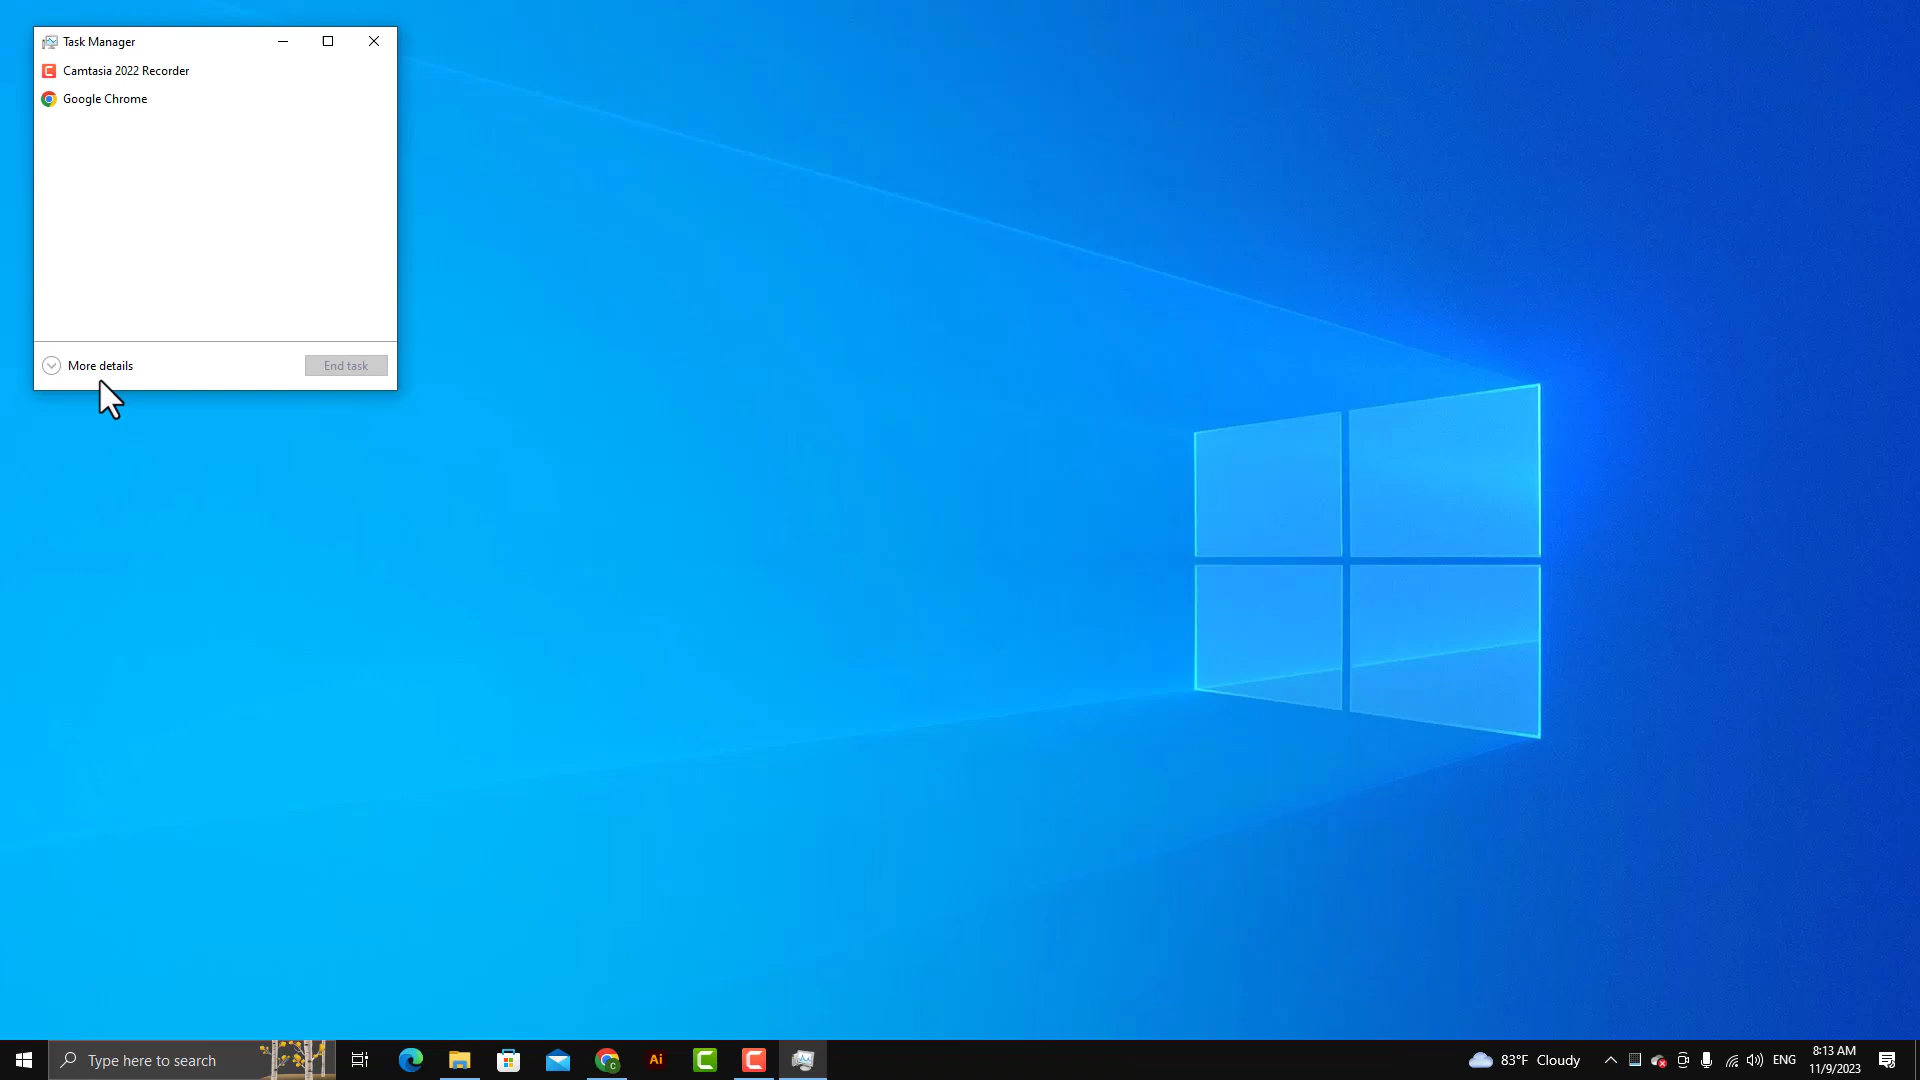 Task Manager
Camtasia 2022 Recorder
Google Chrome
More details
End task
Type here to search
Ai
83°F Cloudy
ENG
8:13 AM
11/9/2023